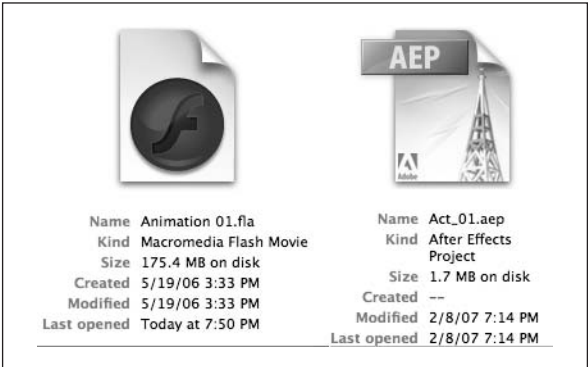 AEP
Adobe
Name Animation 01.fla
Kind Macromedia Flash Movie
Size 175.4 MB on disk
Created 5/19/06 3:33 PM
Modified 5/19/06 3:33 PM
Last opened Today at 7:50 PM
Name Act_01.aep
Kind After Effects
Project
Size 1.7 MB on disk
Created --
Modified 2/8/07 7:14 PM
Last opened 2/8/07 7:14 PM